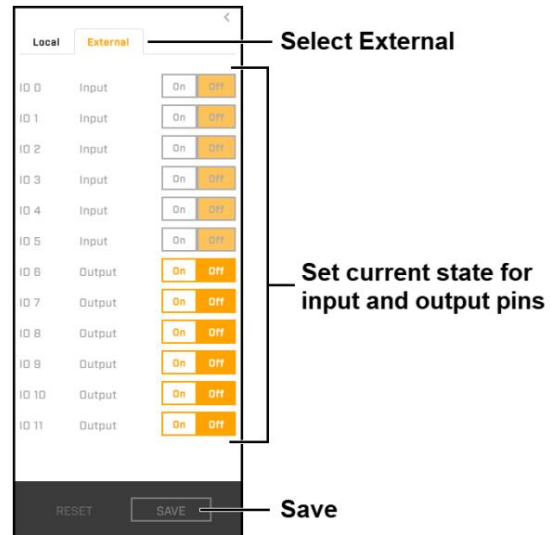 Local External
Select External
IO 0 Input On Off
IO 1 Input On Off
IO 2 Input On Off
IO 3 Input On Off
IO 4 Input On Off
IO 5 Input On Off
IO 6 Output On Off
Set current state for
input and output pins
IO 7 Output On Off
IO 8 Output On Off
IO 9 Output On Off
IO 10 Output On Off
IO 11 Output On Off
RESET SAVE
Save